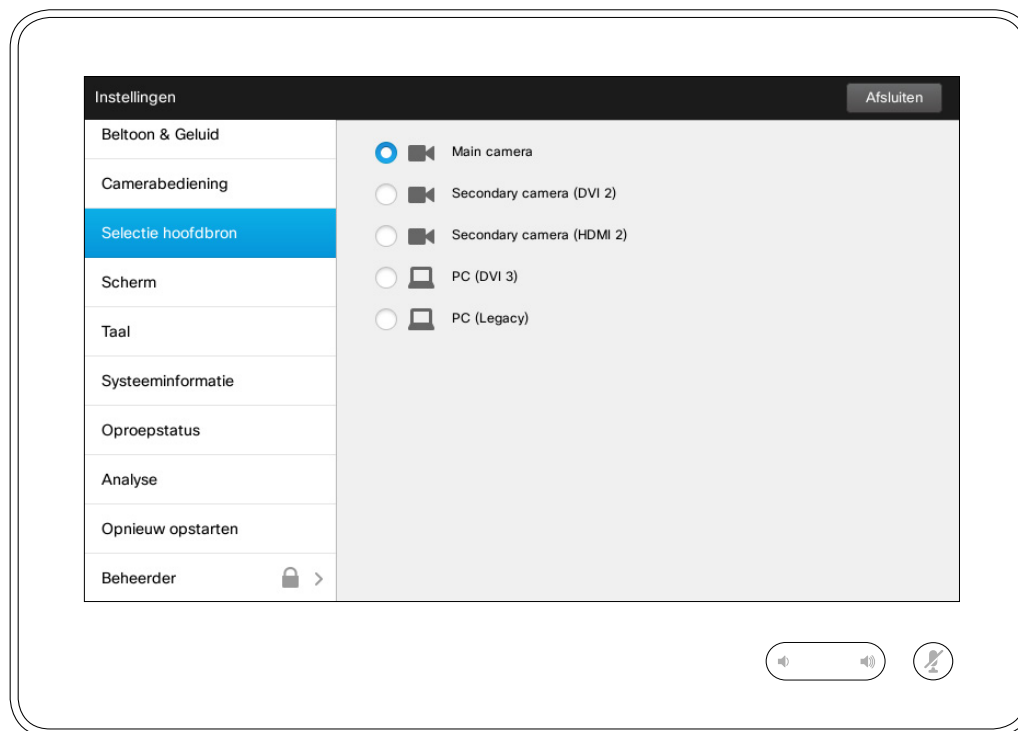 Instellingen
Afsluiten
Beltoon & Geluid
Camerabediening
Selectie hoofdbron
Scherm
Taal
Systeeminformatie
Oproepstatus
Analyse
Opnieuw opstarten
Beheerder
Main camera
Secondary camera (DVI 2)
Secondary camera (HDMI 2)
PC (DVI 3)
PC (Legacy)